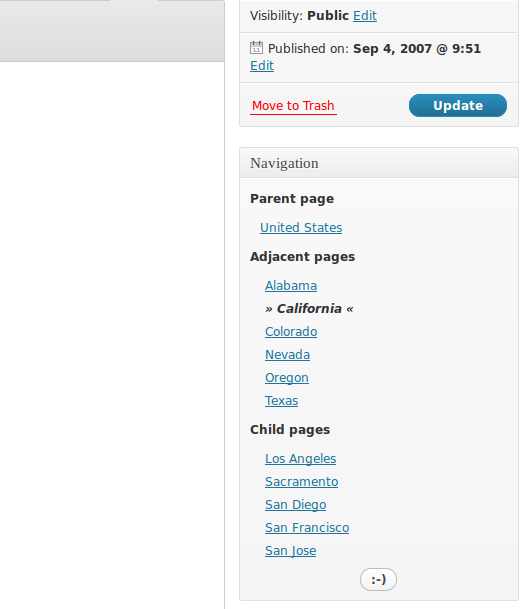 Visibility: Public Edit
Published on: Sep 4, 2007 @ 9:51
Edit
Move to Trash Update
Navigation
Parent page
United States
Adjacent pages
Alabama
» California «
Colorado
Nevada
Oregon
Texas
Child pages
Los Angeles
Sacramento
San Diego
San Francisco
San Jose
:-)